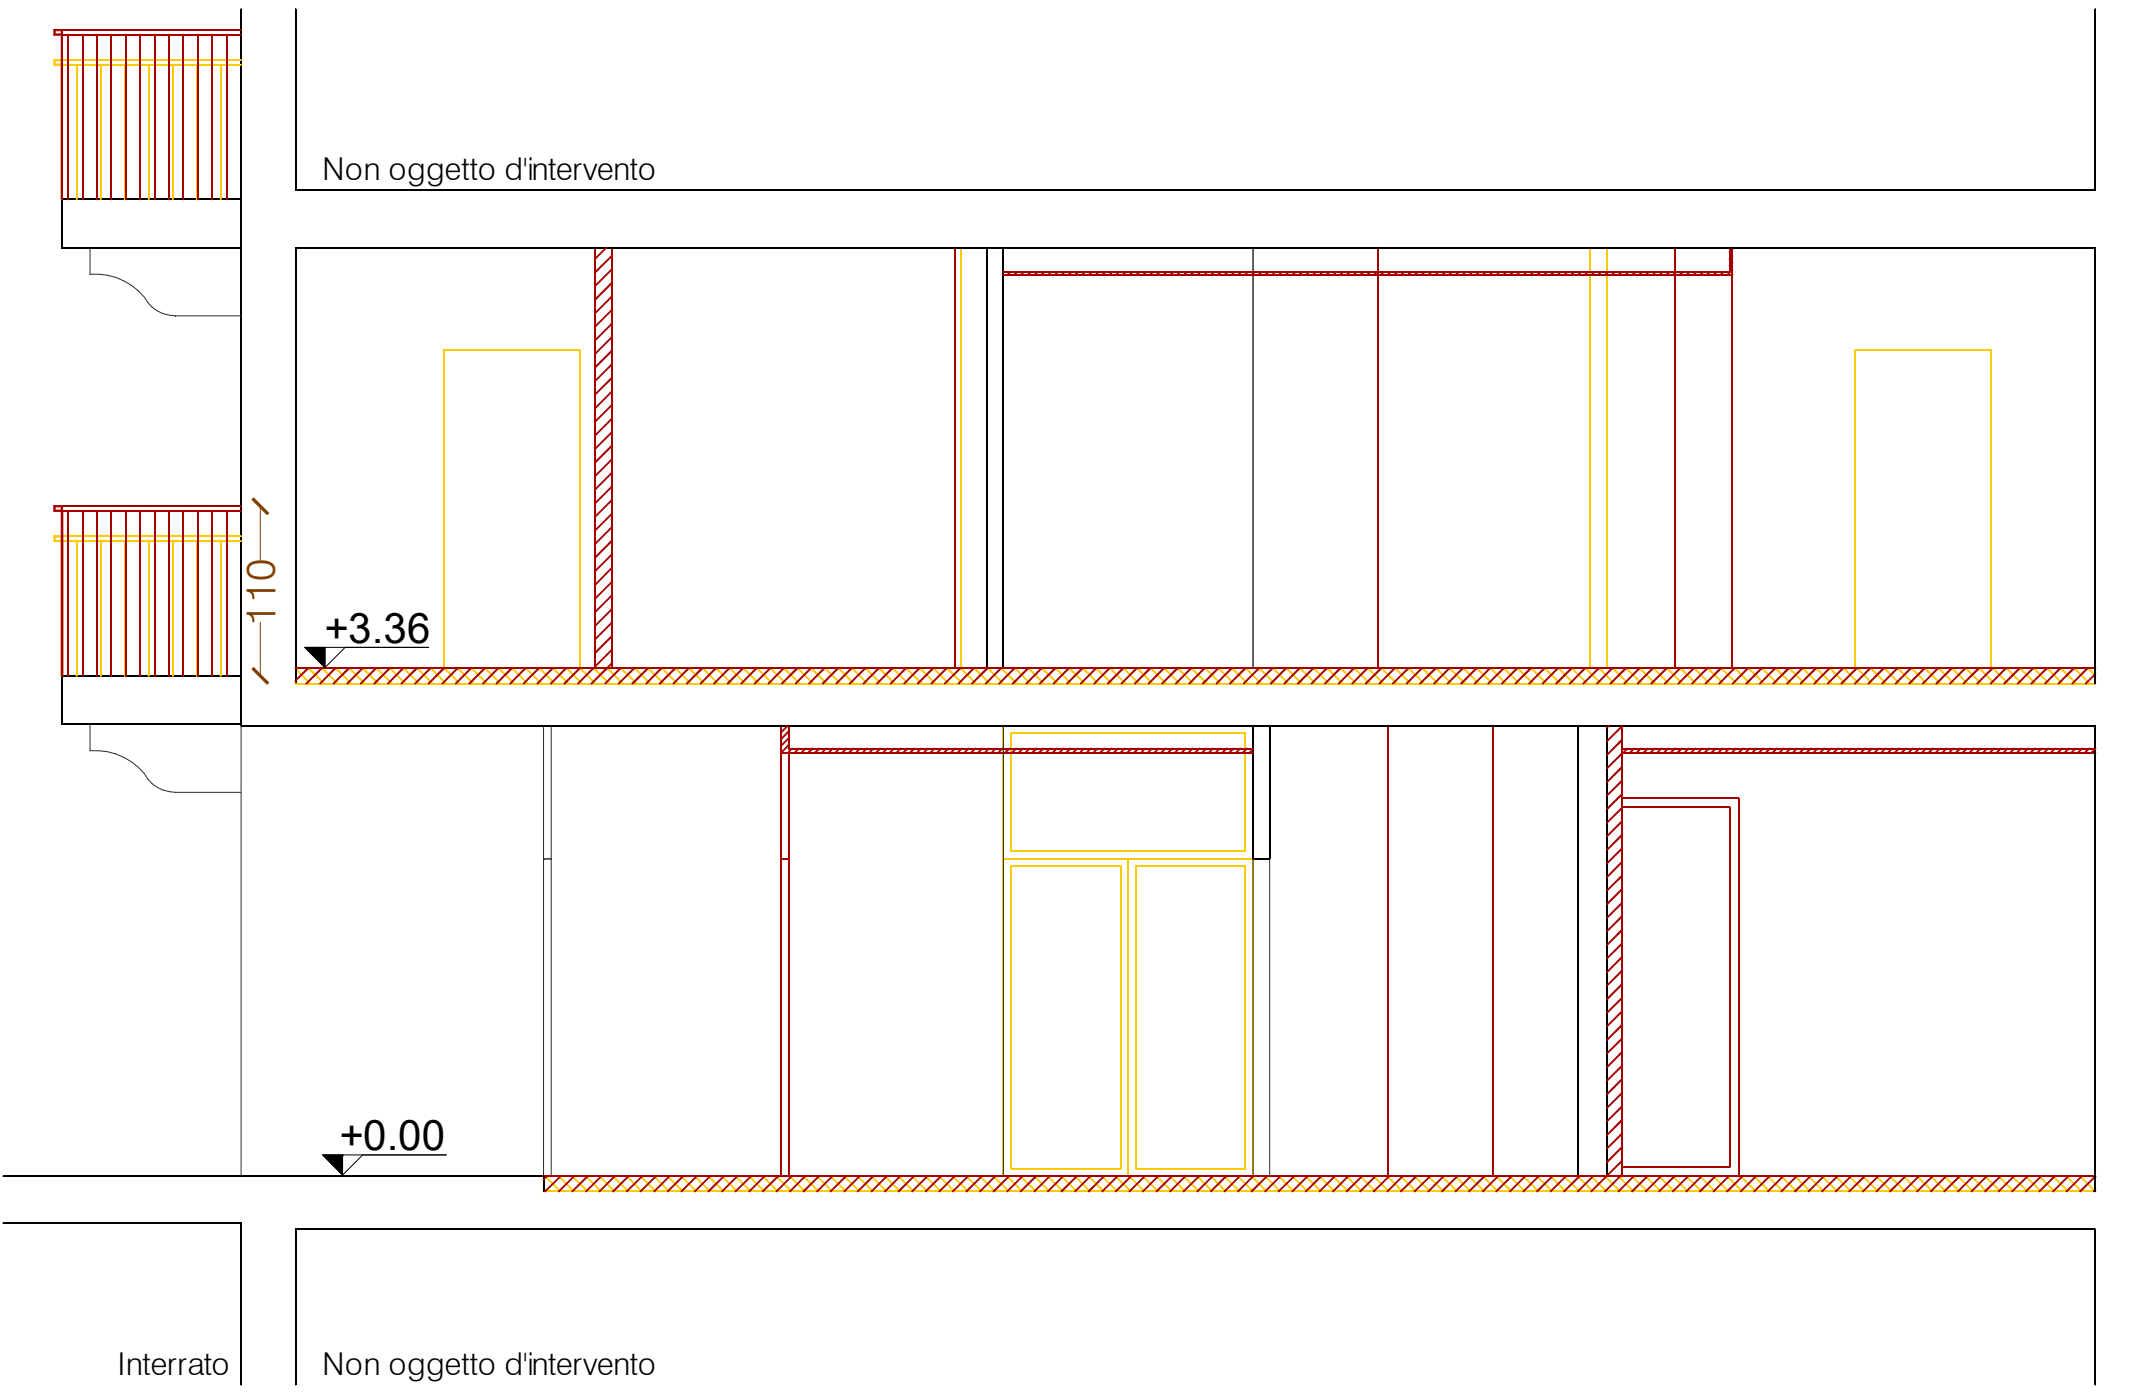 Non oggetto d'intervento
110
+3.36
+0.00
Interrato
Non oggetto d'intervento